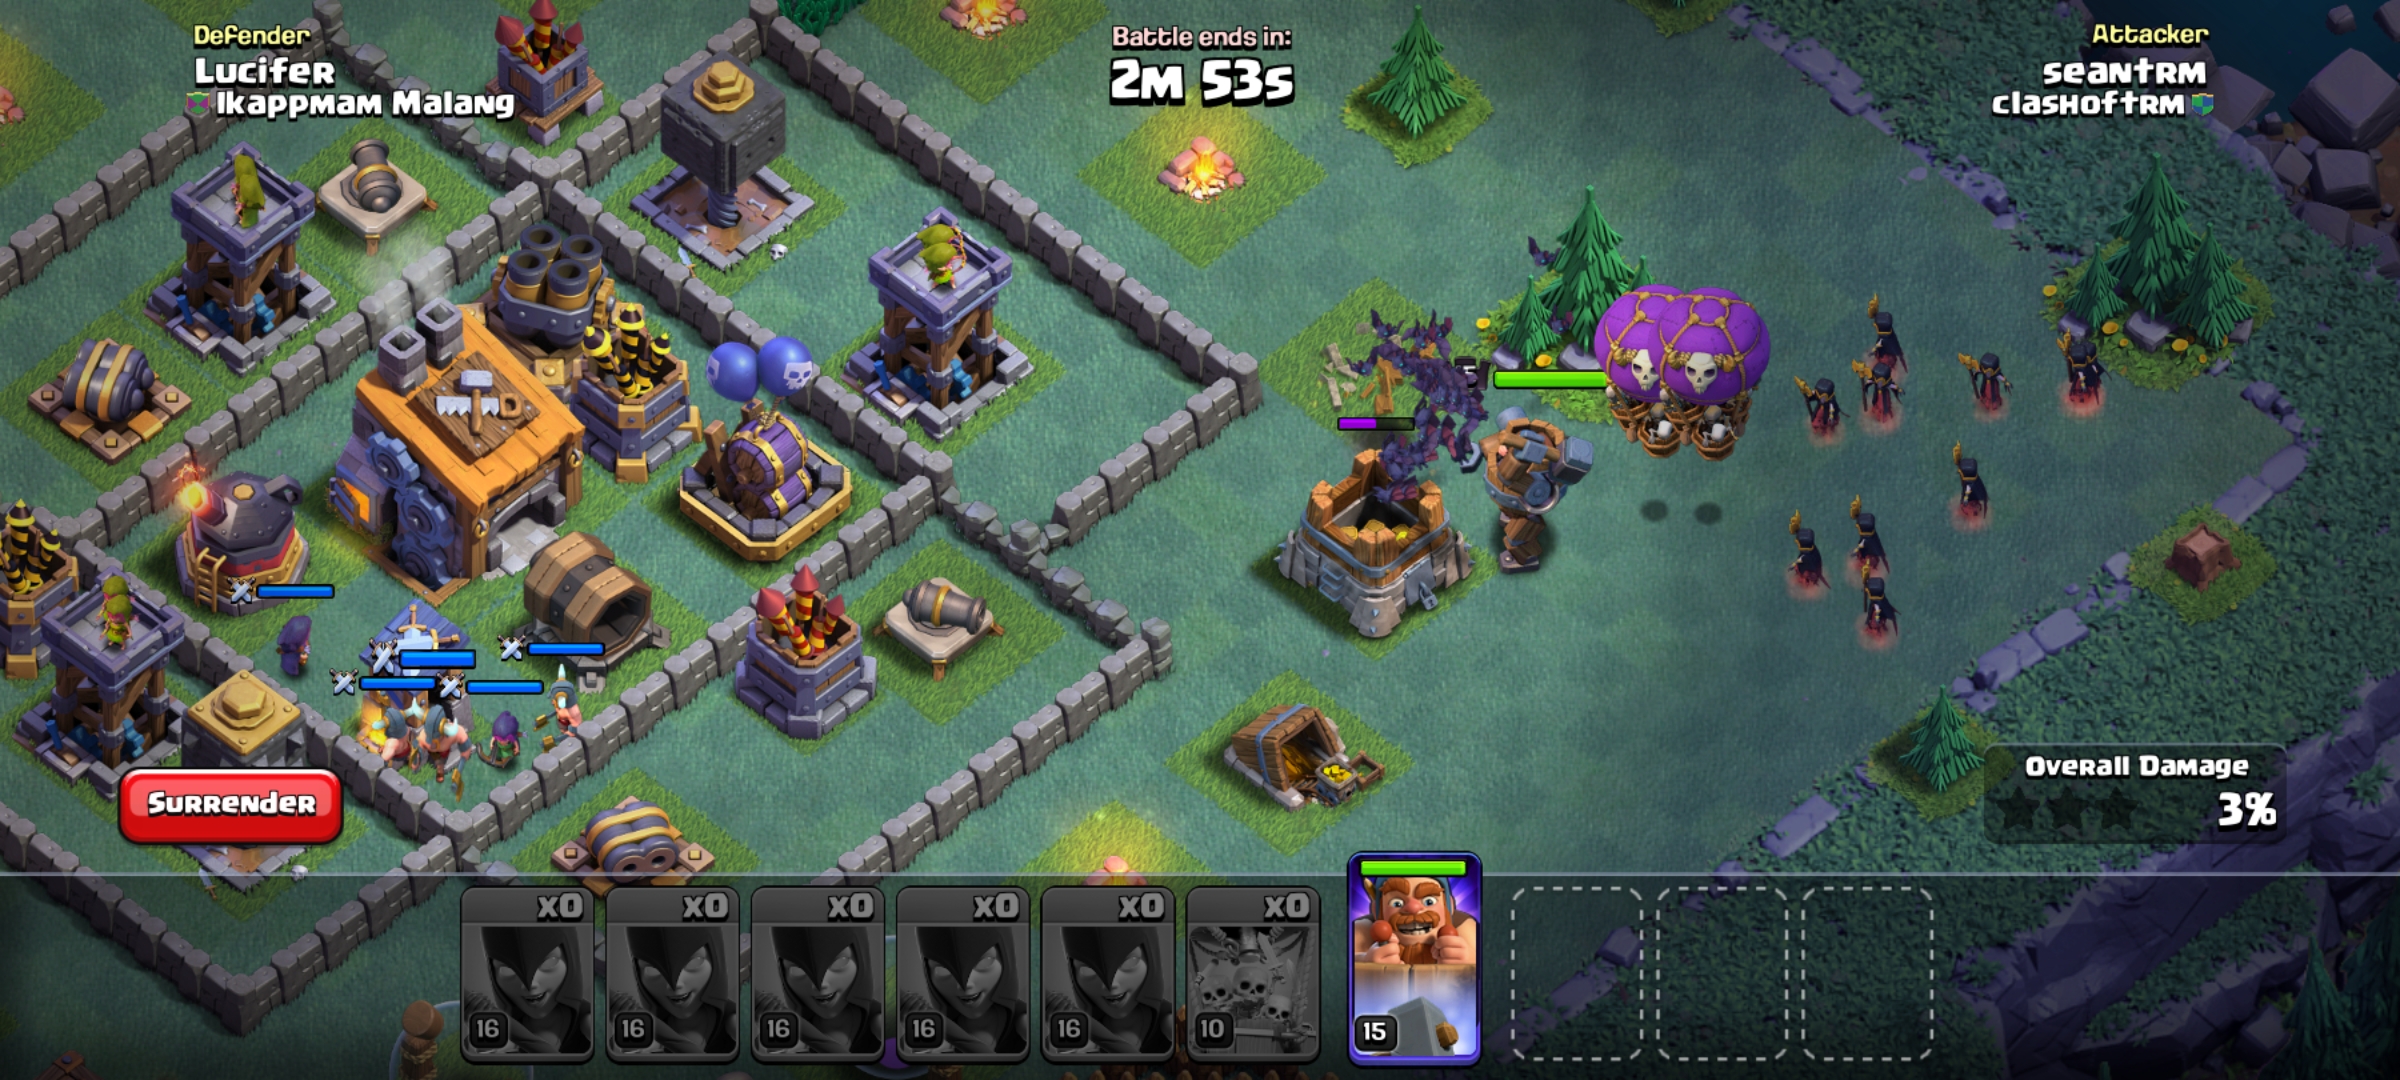 Defender
Lucifer
Ikappmam Malang
Battle ends in:
2M 53s
Attacker
seantRM
clashoftRM
Surrender
Overall Damage
3%
x0
x0
x0
x0
x0
x0
16
16
16
16
16
10
15